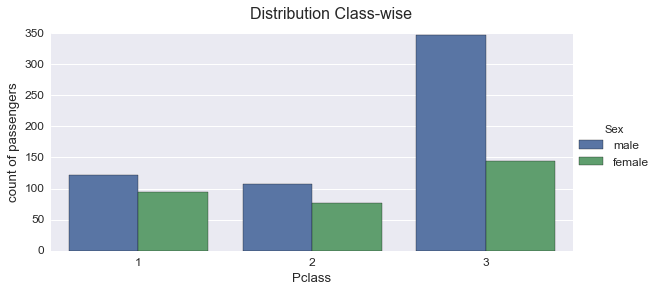 Distribution Class-wise
350
300
250
200
150
100
50
0
count of passengers
1 2 3
Pclass
Sex
male
female